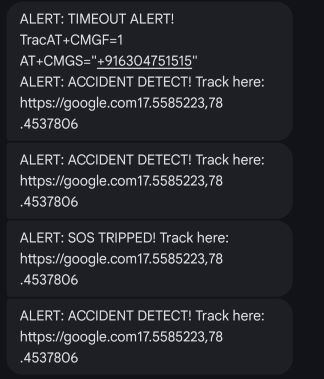 ALERT: TIMEOUT ALERT!
TracAT+CMGF=1
AT+CMGS="+916304751515"
ALERT: ACCIDENT DETECT! Track here:
https://google.com17.5585223,78
.4537806
ALERT: ACCIDENT DETECT! Track here:
https://google.com17.5585223,78
.4537806
ALERT: SOS TRIPPED! Track here:
https://google.com17.5585223,78
.4537806
ALERT: ACCIDENT DETECT! Track here:
https://google.com17.5585223,78
.4537806